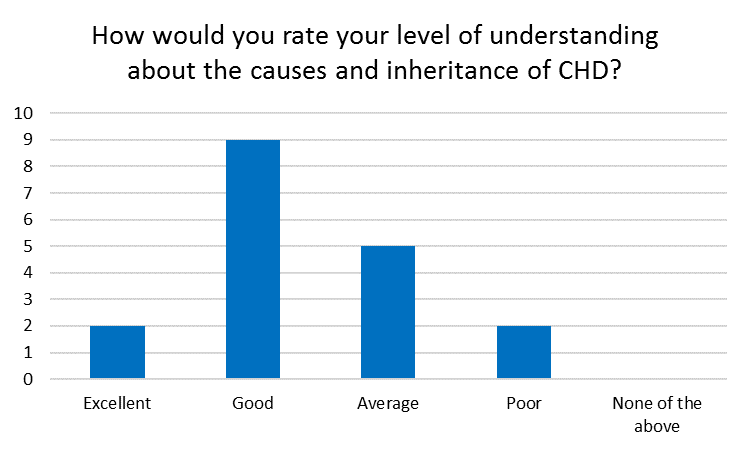 How would you rate your level of understanding
about the causes and inheritance of CHD?
10
9
8
7
6
5
4
3
2
1
0
Excellent
Good
Average
Poor
None of the
above